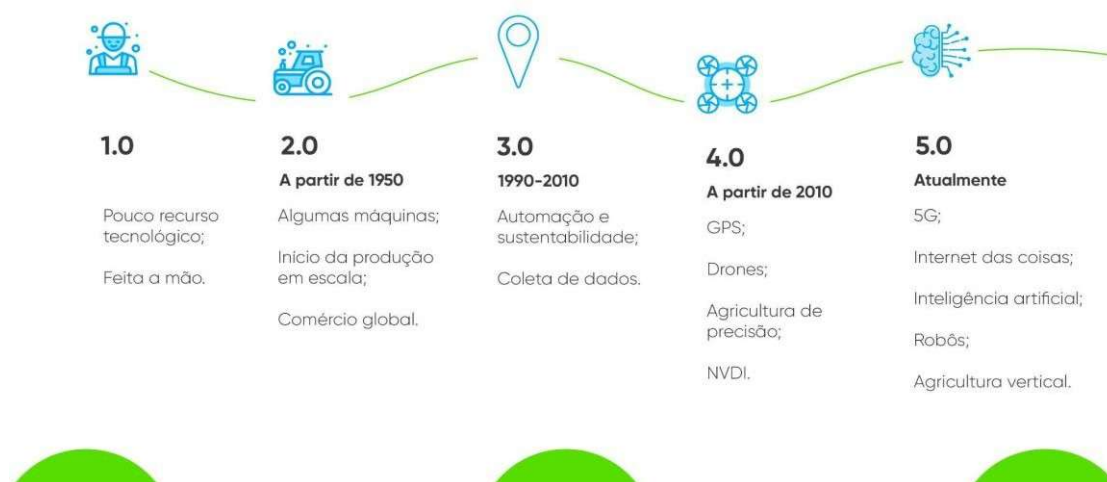 1.0
Pouco recurso
tecnológico;
Feita a mão.
2.0
A partir de 1950
Algumas máquinas;
Início da produção
em escala;
Comércio global.
3.0
1990-2010
Automação e
sustentabilidade;
Coleta de dados.
4.0
A partir de 2010
GPS;
Drones;
Agricultura de
precisão;
NVDI.
5.0
Atualmente
5G;
Internet das coisas;
Inteligência artificial;
Robôs;
Agricultura vertical.